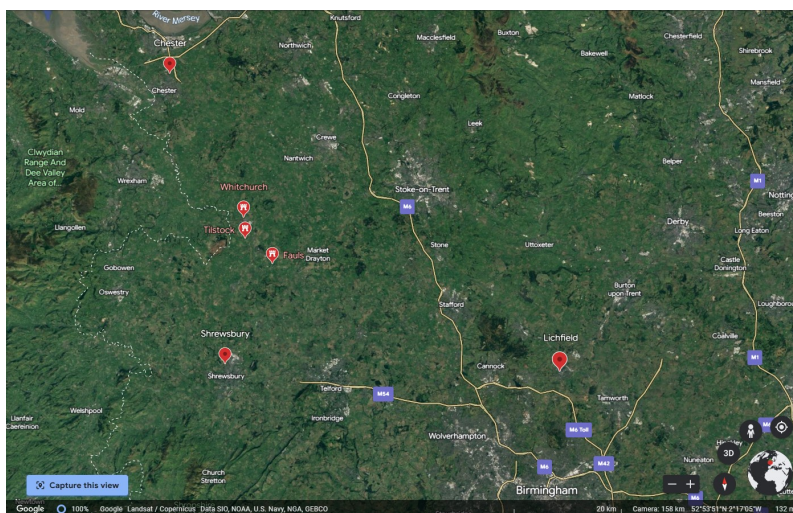 River Mersey
Knutsford
Macclesfield
Buxton
Chesterfield
Chester
Northwich
Bakewell
Shirebrook
Chester
Mansfield
Mold
Congleton
Matlock
Leek
Crewe
Clwydian
Range And
Dee Valley
Area of...
Nantwich
Belper
Wrexham
Whitchurch
Stoke-on-Trent
M1
M6
Notting
Beeston
Llangollen
Tilstock
Derby
Long Eaton
Fauls
Market
Drayton
Stone
Uttoxeter
Gobowen
Castle
Donington
Oswestry
Burton
upon Trent
Stafford
Loughboro
Shrewsbury
Lichfield
Coalville
Shrewsbury
Cannock
M1
Telford
M54
Tamworth
Welshpool
Llanfair
Caereinion
Ironbridge
M6 Toll
Wolverhampton
3D
Church
Stretton
M6
M42
Nuneaton
Capture this view
Birmingham
M6
Google 100% Google Landsat / Copernicus Data SIO, NOAA, U.S. Navy, NGA, GEBCO 20 km Camera: 158 km 52°53'51"N 2°17'05"W 132 m